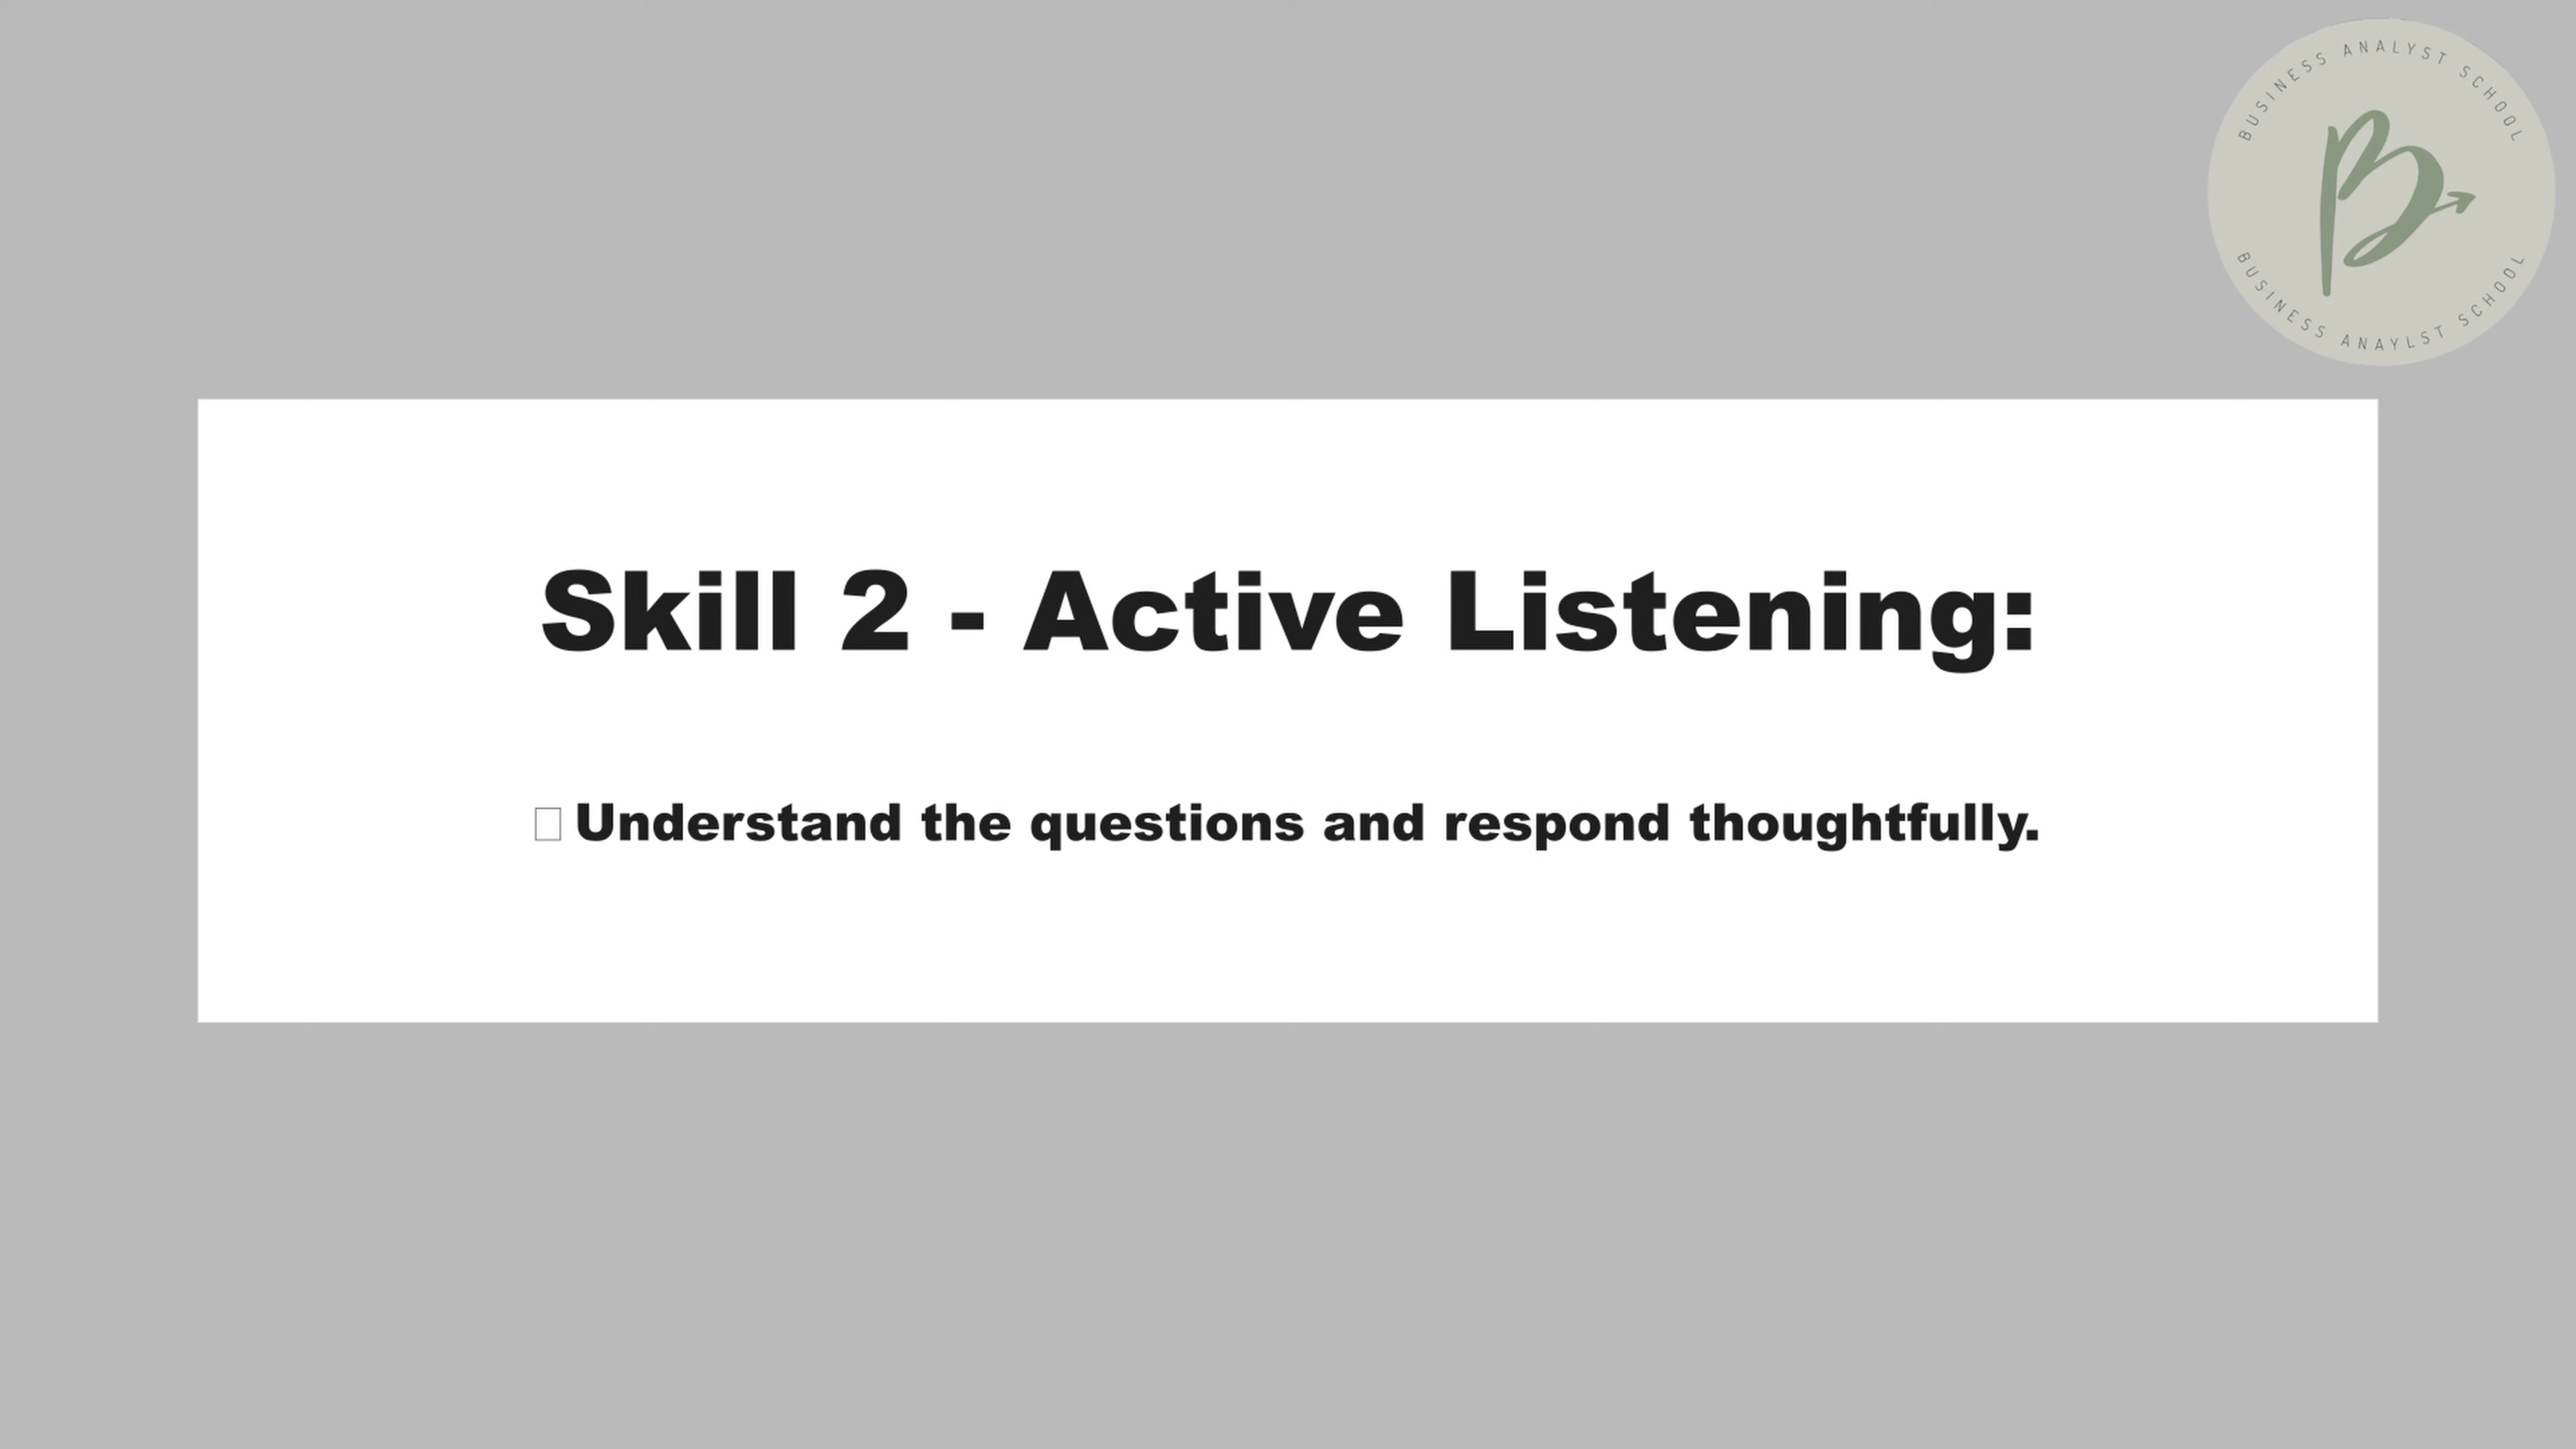 BUSINESS ANALYST SCHOOL
B
BUSINESS ANAYLST SCHOOL
Skill 2 - Active Listening:
Understand the questions and respond thoughtfully.